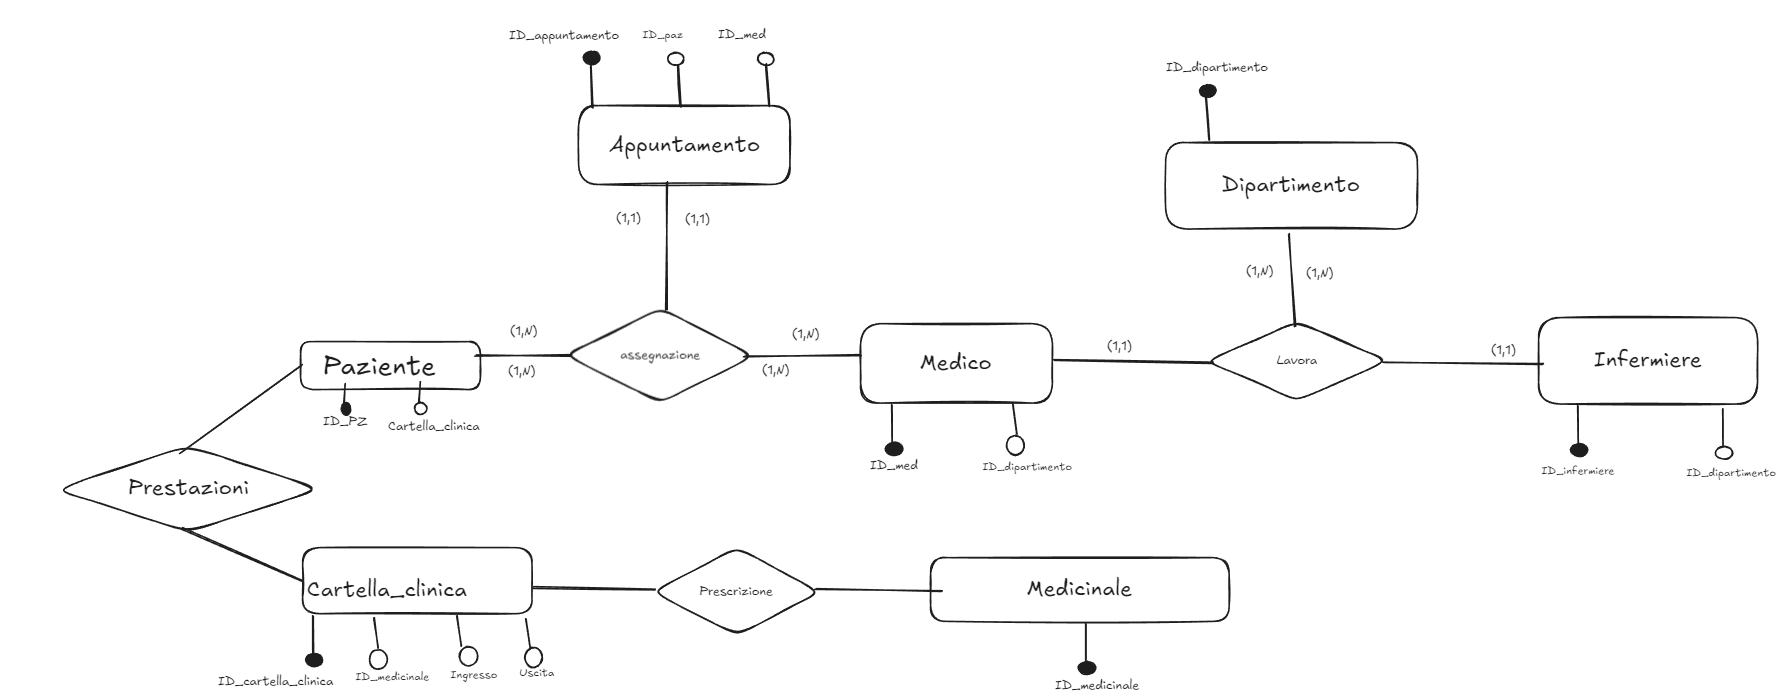 ID_appuntamento
ID_paz
ID_med
Appuntamento
(1,1)
(1,1)
ID_dipartimento
Dipartimento
(1,N)
(1,N)
Paziente
ID_PZ
Cartella_clinica
(1,N)
(1,N)
assegnazione
(1,N)
(1,N)
Medico
ID_med
ID_dipartimento
(1,1)
Lavora
(1,1)
Infermiere
ID_infermiere
ID_dipartimento
Prestazioni
Cartella_clinica
ID_cartella_clinica
ID_medicinale
Ingresso
Uscita
Prescrizione
Medicinale
ID_medicinale